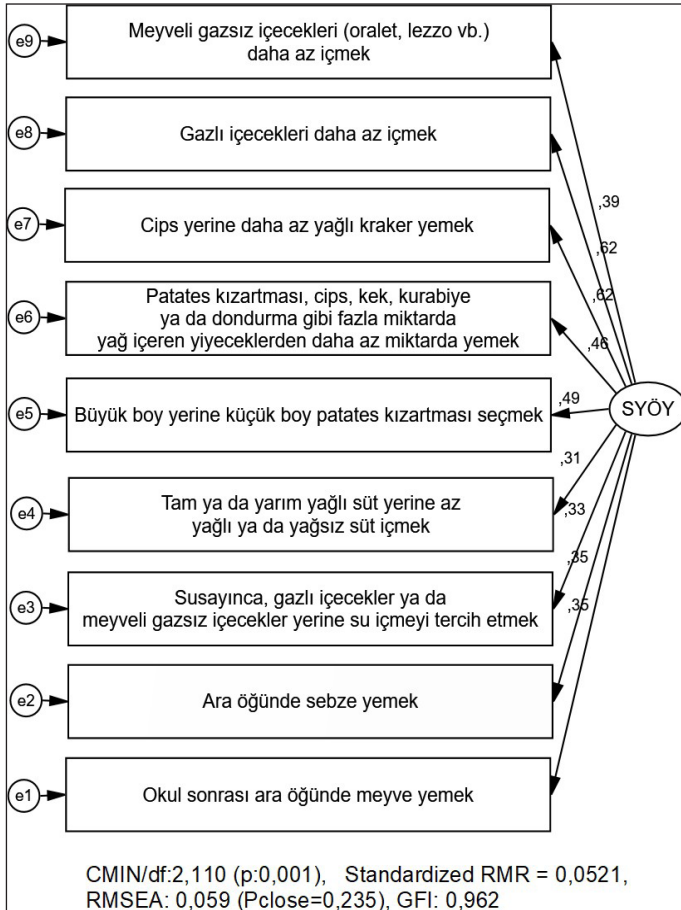 e9
Meyveli gazsız içecekleri (oralet, lezzo vb.)
daha az içmek
e8
Gazlı içecekleri daha az içmek
,39
e7
Cips yerine daha az yağlı kraker yemek
,62
,62
e6
Patates kızartması, cips, kek, kurabiye
ya da dondurma gibi fazla miktarda
yağ içeren yiyeceklerden daha az miktarda yemek
,46
e5
Büyük boy yerine küçük boy patates kızartması seçmek
,49
SYÖY
,31
e4
Tam ya da yarım yağlı süt yerine az
yağlı ya da yağsız süt içmek
,33
,35
e3
Susayınca, gazlı içecekler ya da
meyveli gazsız içecekler yerine su içmeyi tercih etmek
,35
e2
Ara öğünde sebze yemek
e1
Okul sonrası ara öğünde meyve yemek
CMIN/df:2,110 (p:0,001), Standardized RMR = 0,0521,
RMSEA: 0,059 (Pclose=0,235), GFI: 0,962